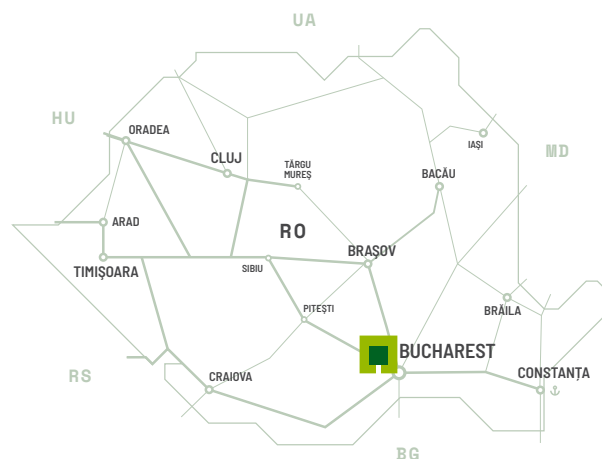 UA
HU
ORADEA
CLUJ
TÂRGU
MUREȘ
IAȘI
MD
BACĂU
ARAD
RO
BRAȘOV
TIMIȘOARA
SIBIU
PITEȘTI
BRĂILA
BUCHAREST
RS
CRAIOVA
CONSTANȚA
BG